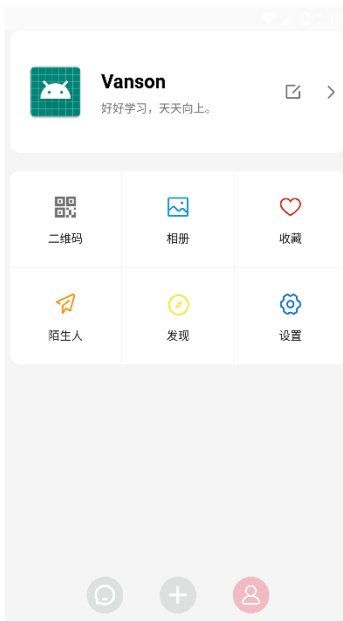 Vanson
好好学习，天天向上。
二维码
相册
收藏
陌生人
发现
设置